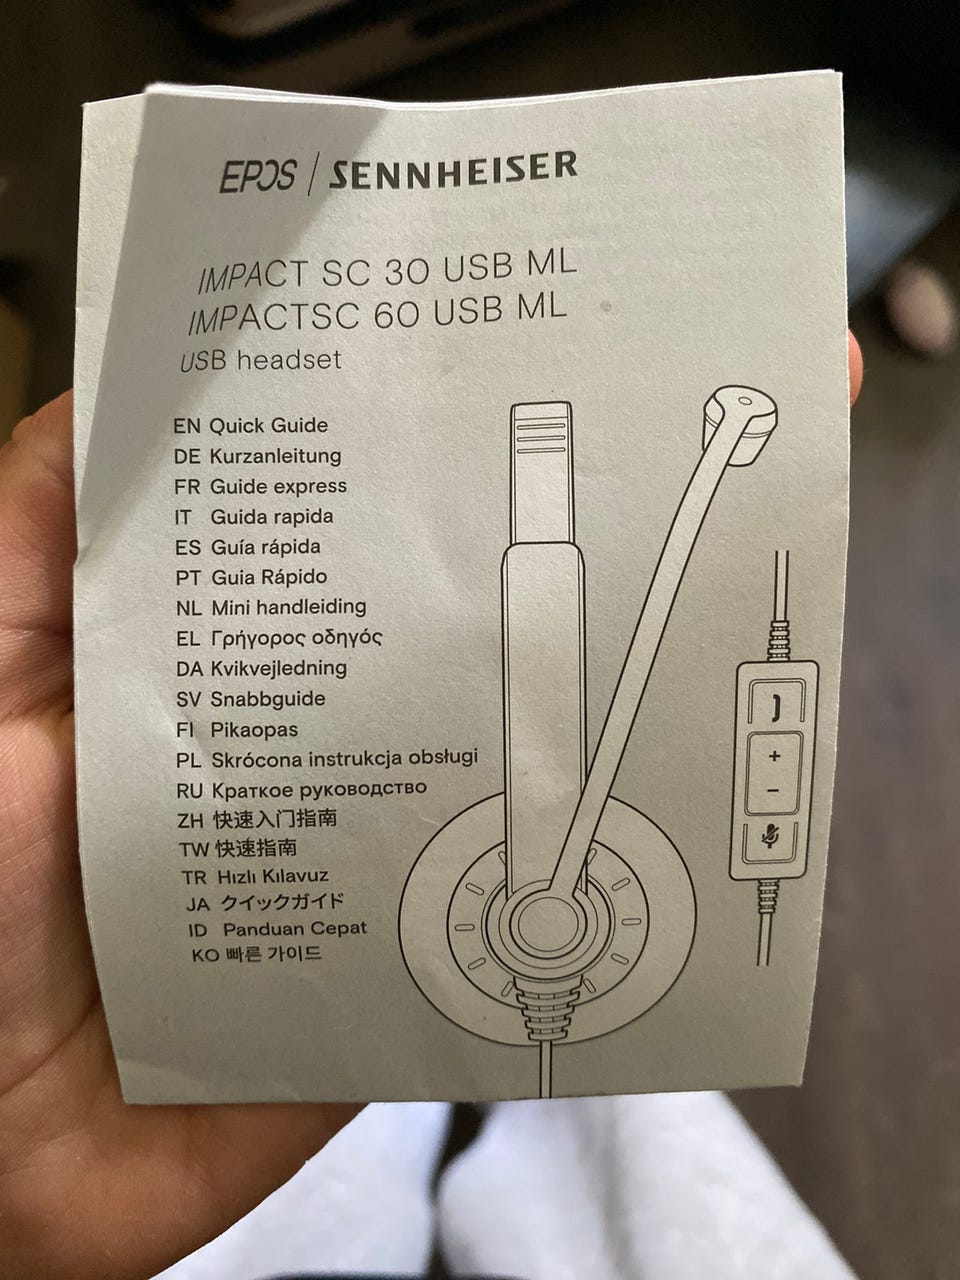 EPOS / SENNHEISER
IMPACT SC 30 USB ML
IMPACTSC 60 USB ML
USB headset
EN Quick Guide
DE Kurzanleitung
FR Guide express
IT Guida rapida
ES Guía rápida
PT Guia Rápido
NL Mini handleiding
EL Γρήγορος οδηγός
DA Kvikvejledning
SV Snabbguide
FI Pikaopas
PL Skrócona instrukcja obsługi
RU Краткое руководство
ZH 快速入门指南
TW 快速指南
TR Hızlı Kılavuz
JA クイックガイド
ID Panduan Cepat
KO 빠른 가이드
+
−